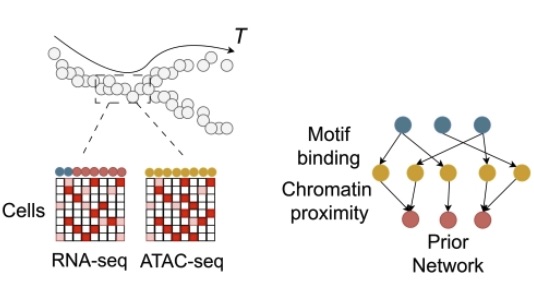 T
Cells
RNA-seq
ATAC-seq
Motif
binding
Chromatin
proximity
Prior
Network